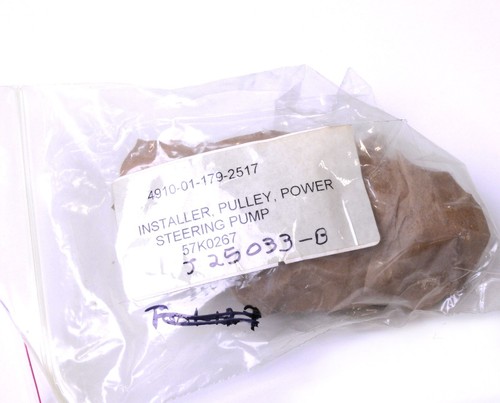 4910-01-179-2517
INSTALLER, PULLEY, POWER
STEERING PUMP
57K0267
J 25033-B